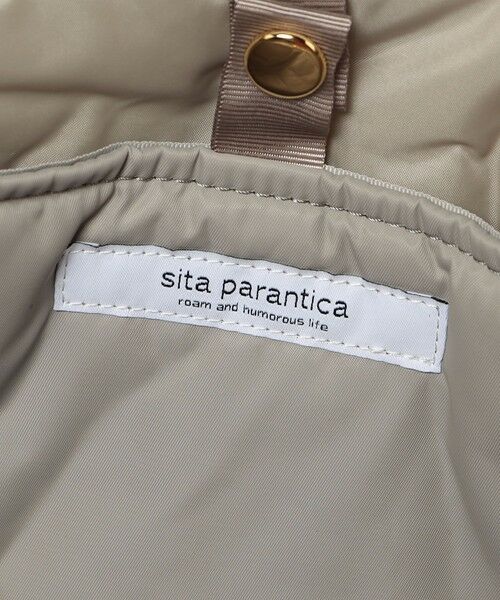 sita parantica
roam and humorous life